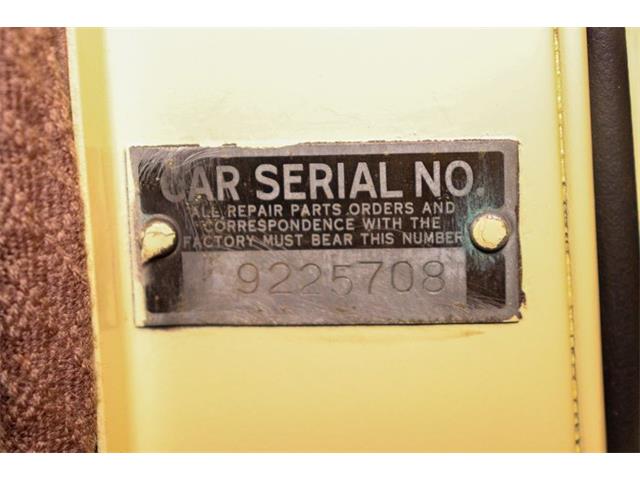 CAR SERIAL NO.
ALL REPAIR PARTS ORDERS AND
CORRESPONDENCE WITH THE
FACTORY MUST BEAR THIS NUMBER
9225708